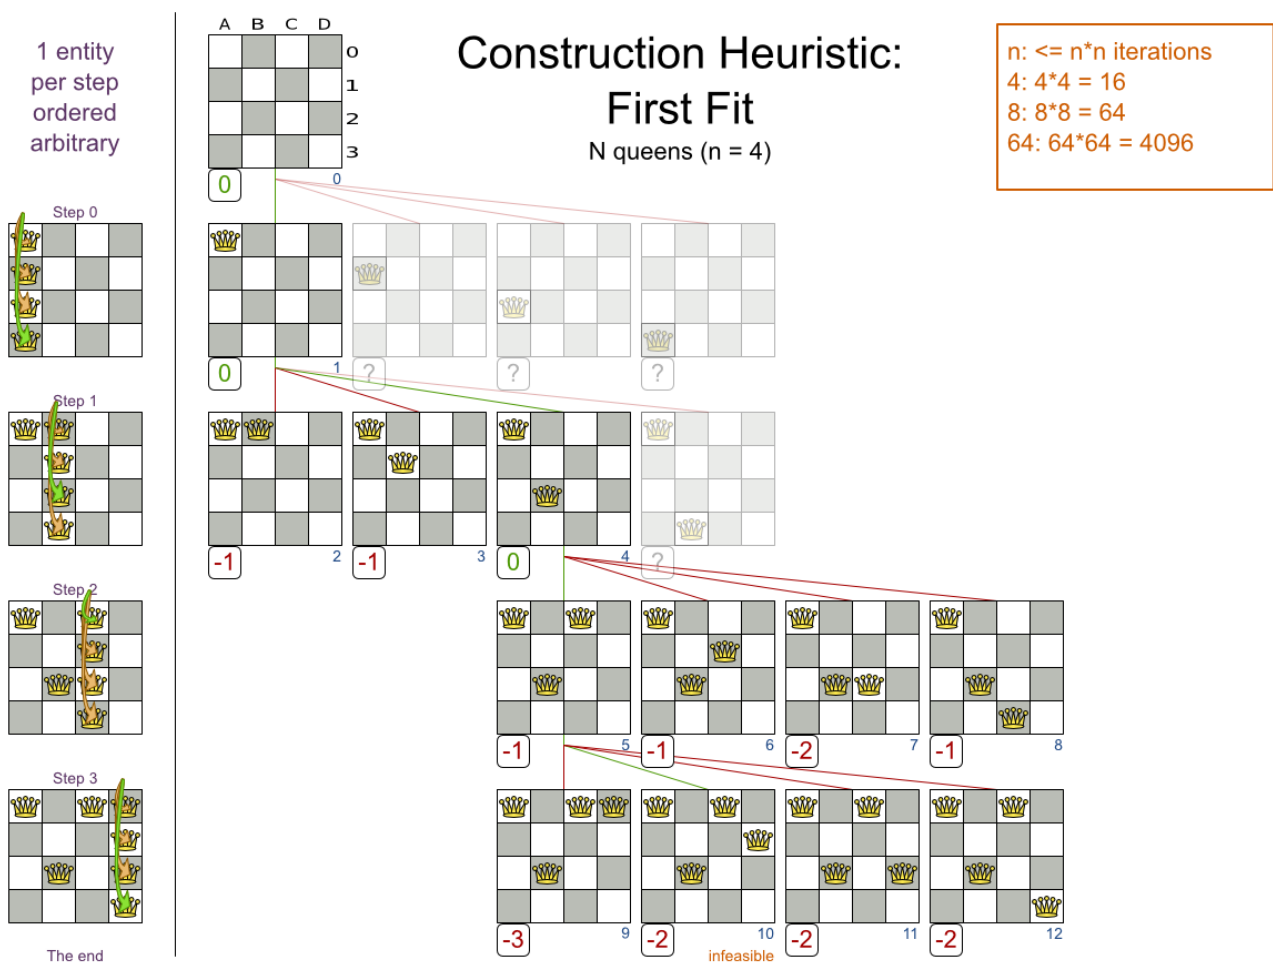 1 entity
per step
ordered
arbitrary
A B C D
0
1
2
3
Construction Heuristic:
First Fit
N queens (n = 4)
n: <= n*n iterations
4: 4*4 = 16
8: 8*8 = 64
64: 64*64 = 4096
0 0
Step 0
0 1 ? ? ?
Step 1
-1 2 -1 3 0 4 ?
Step 2
-1 5 -1 6 -2 7 -1 8
Step 3
-3 9 -2 10 -2 11 -2 12
The end
infeasible